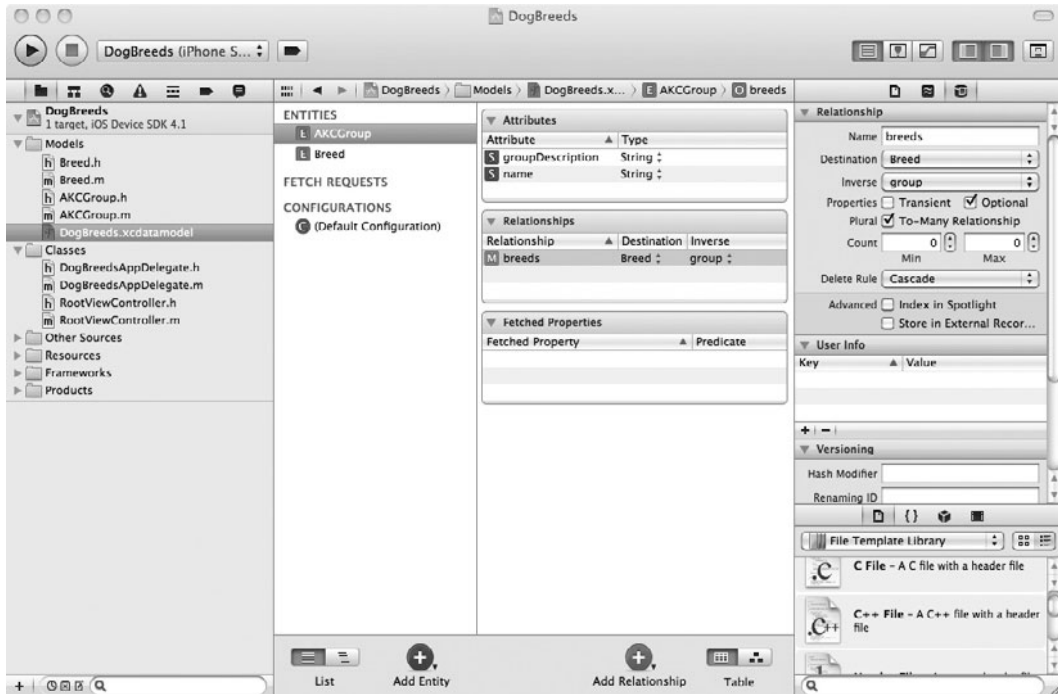 DogBreeds
DogBreeds (iPhone S...
DogBreeds
1 target, iOS Device SDK 4.1
Models
h Breed.h
m Breed.m
h AKCGroup.h
m AKCGroup.m
DogBreeds.xcdatamodel
Classes
h DogBreedsAppDelegate.h
m DogBreedsAppDelegate.m
h RootViewController.h
m RootViewController.m
Other Sources
Resources
Frameworks
Products
DogBreeds Models DogBreeds.x... E AKCGroup O breeds
ENTITIES
E AKCGroup
E Breed
FETCH REQUESTS
CONFIGURATIONS
C (Default Configuration)
Attributes
Attribute Type
S groupDescription String
S name String
Relationships
Relationship Destination Inverse
M breeds Breed group
Fetched Properties
Fetched Property Predicate
List Add Entity Add Relationship Table
Relationship
Name breeds
Destination Breed
Inverse group
Properties Transient Optional
Plural To-Many Relationship
Count 0 0
Min Max
Delete Rule Cascade
Advanced Index in Spotlight
Store in External Recor...
User Info
Key Value
+ -
Versioning
Hash Modifier
Renaming ID
{}
File Template Library
.C C File - A C file with a header file
.C++ C++ File - A C++ file with a header
file